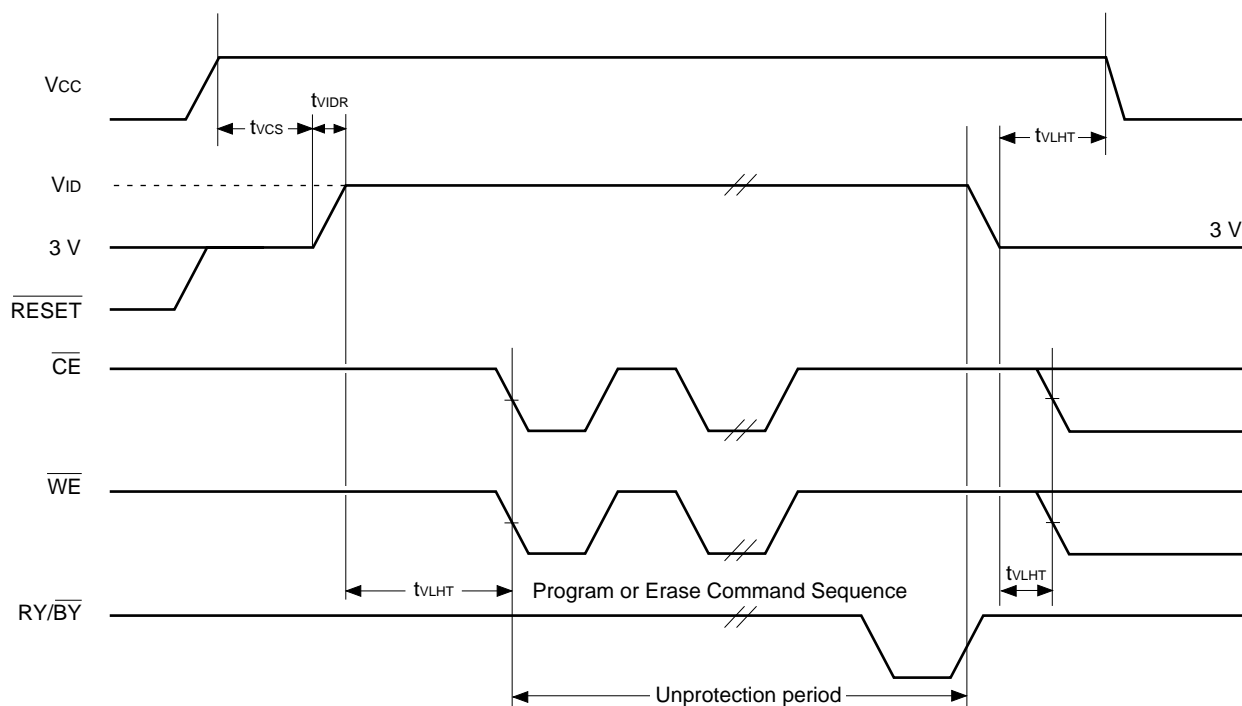 VCC
tVIDR
tVCS
tVLHT
VID
3 V
3 V
RESET
CE
WE
tVLHT
Program or Erase Command Sequence
tVLHT
RY/BY
Unprotection period